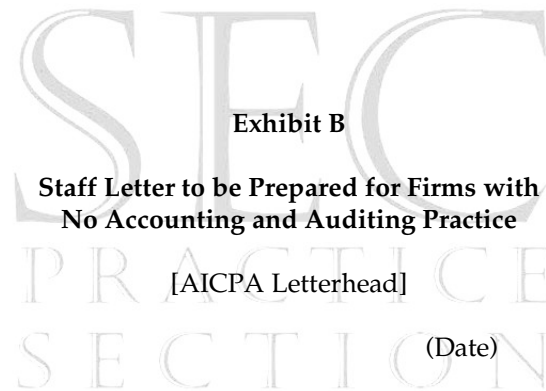 SEC
Exhibit B
Staff Letter to be Prepared for Firms with
No Accounting and Auditing Practice
PRACTICE
[AICPA Letterhead]
SECTION
(Date)